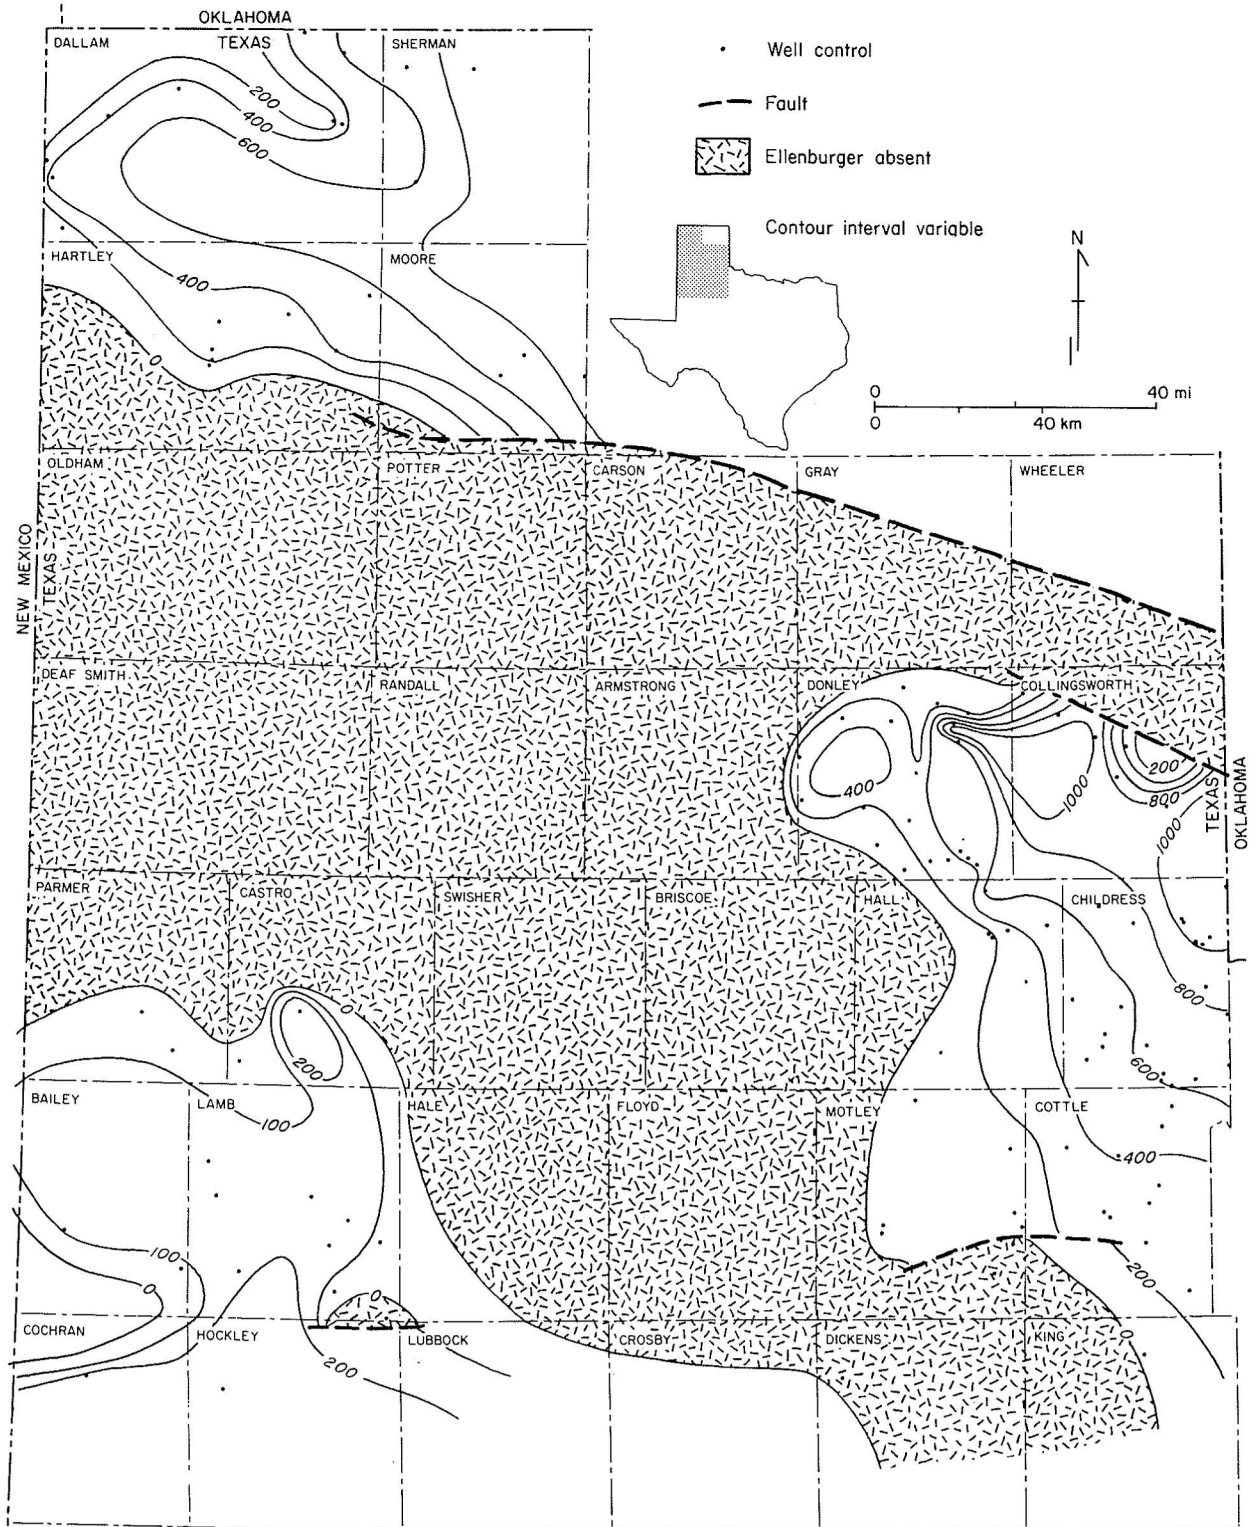 OKLAHOMA
TEXAS
DALLAM
SHERMAN
Well control
Fault
Ellenburger absent
Contour interval variable
200
400
600
N
HARTLEY
MOORE
400
0
0 40 mi
0 40 km
OLDHAM
POTTER
CARSON
GRAY
WHEELER
NEW MEXICO
TEXAS
DEAF SMITH
RANDALL
ARMSTRONG
DONLEY
COLLINGSWORTH
400
1000
200
800
1000
TEXAS
OKLAHOMA
PARMER
CASTRO
SWISHER
BRISCOE
HALL
CHILDRESS
0
200
800
600
BAILEY
LAMB
HALE
FLOYD
MOTLEY
COTTLE
100
400
100
0
0
200
COCHRAN
HOCKLEY
LUBBOCK
CROSBY
DICKENS
KING
0
200